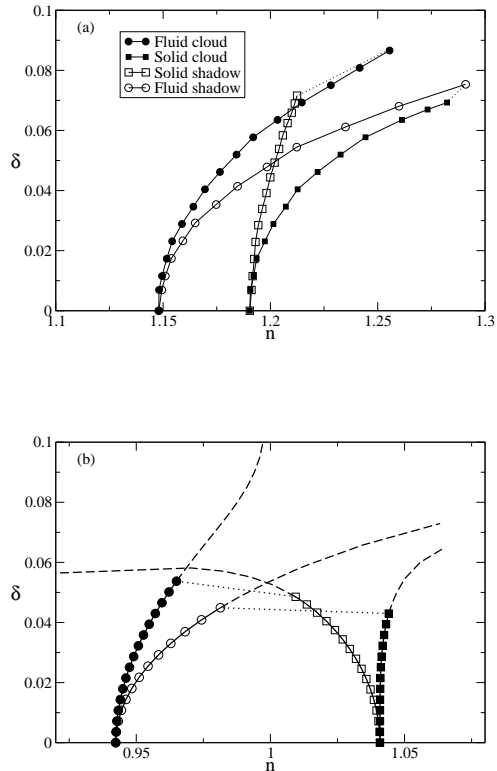 0.1
(a)
Fluid cloud
Solid cloud
Solid shadow
Fluid shadow
0.08
0.06
δ
0.04
0.02
0
1.1
1.15
1.2
1.25
1.3
n
0.1
(b)
0.08
0.06
δ
0.04
0.02
0
0.95
1
1.05
n